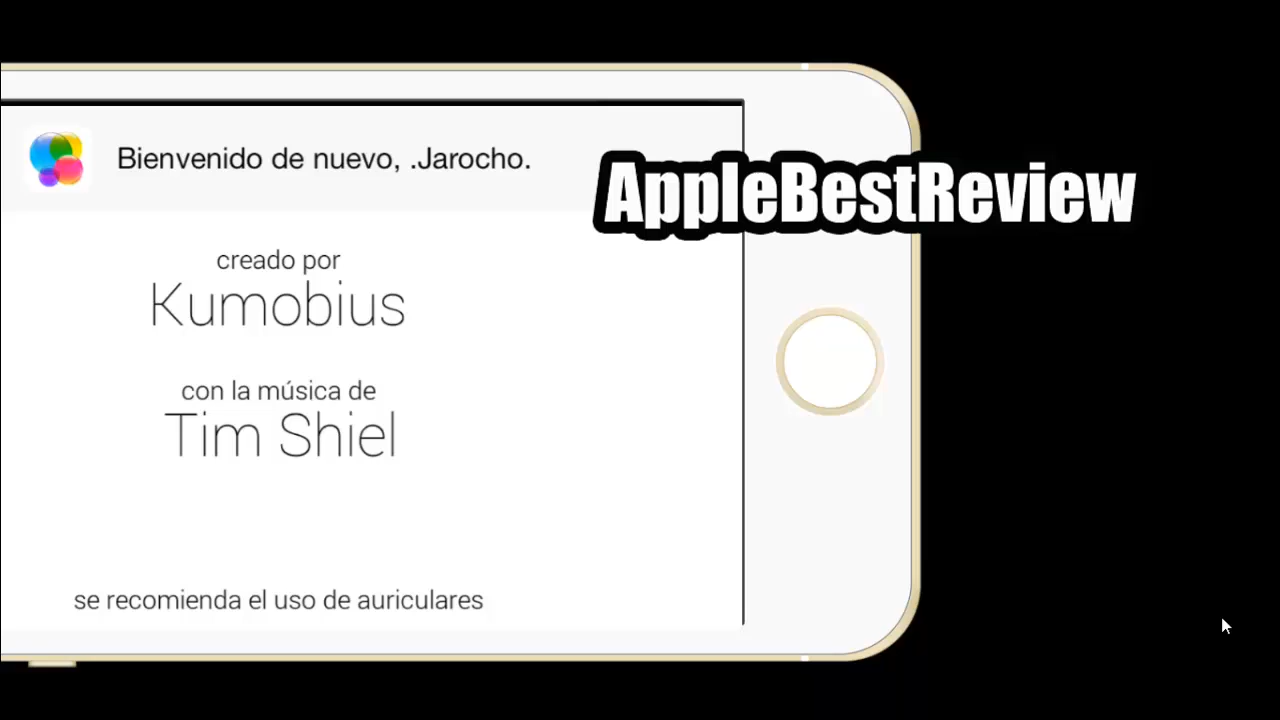 Bienvenido de nuevo, .Jarocho.
AppleBestReview
creado por
Kumobius
con la música de
Tim Shiel
se recomienda el uso de auriculares